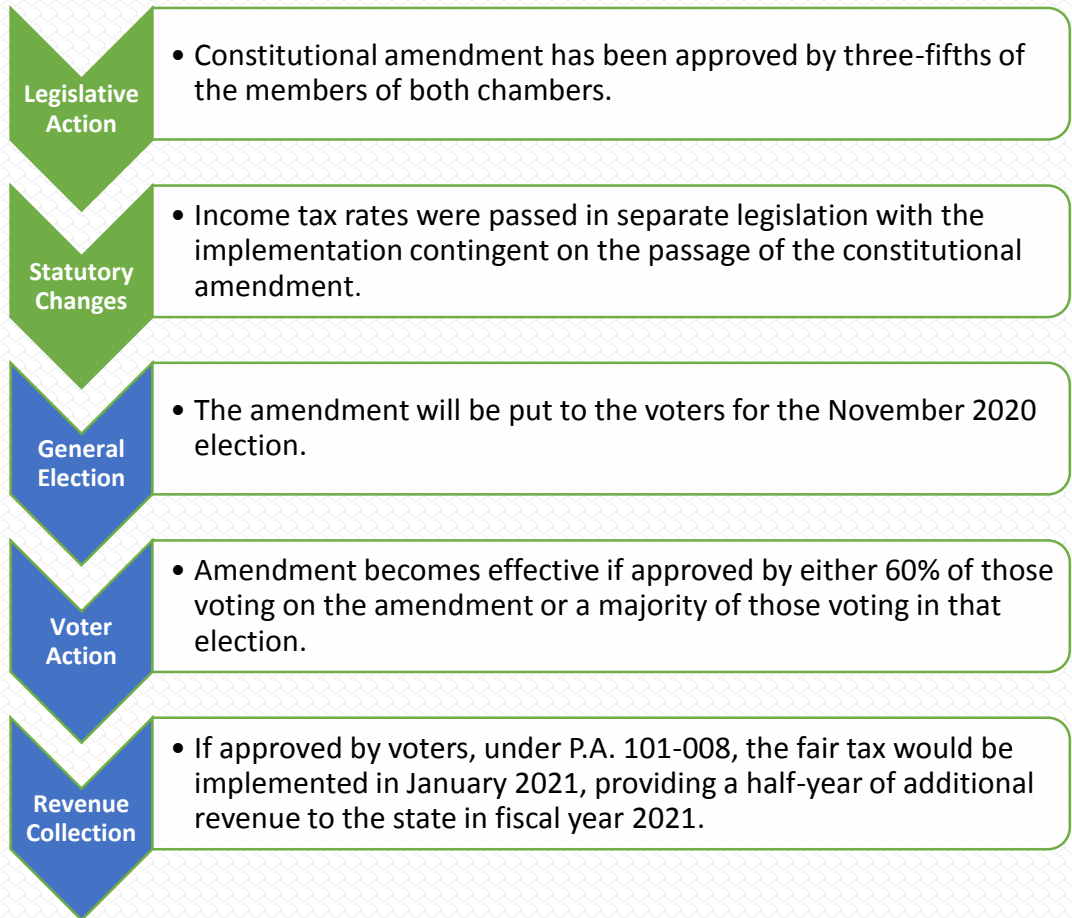 Legislative
Action
• Constitutional amendment has been approved by three-fifths of
the members of both chambers.
Statutory
Changes
• Income tax rates were passed in separate legislation with the
implementation contingent on the passage of the constitutional
amendment.
General
Election
• The amendment will be put to the voters for the November 2020
election.
Voter
Action
• Amendment becomes effective if approved by either 60% of those
voting on the amendment or a majority of those voting in that
election.
Revenue
Collection
• If approved by voters, under P.A. 101-008, the fair tax would be
implemented in January 2021, providing a half-year of additional
revenue to the state in fiscal year 2021.